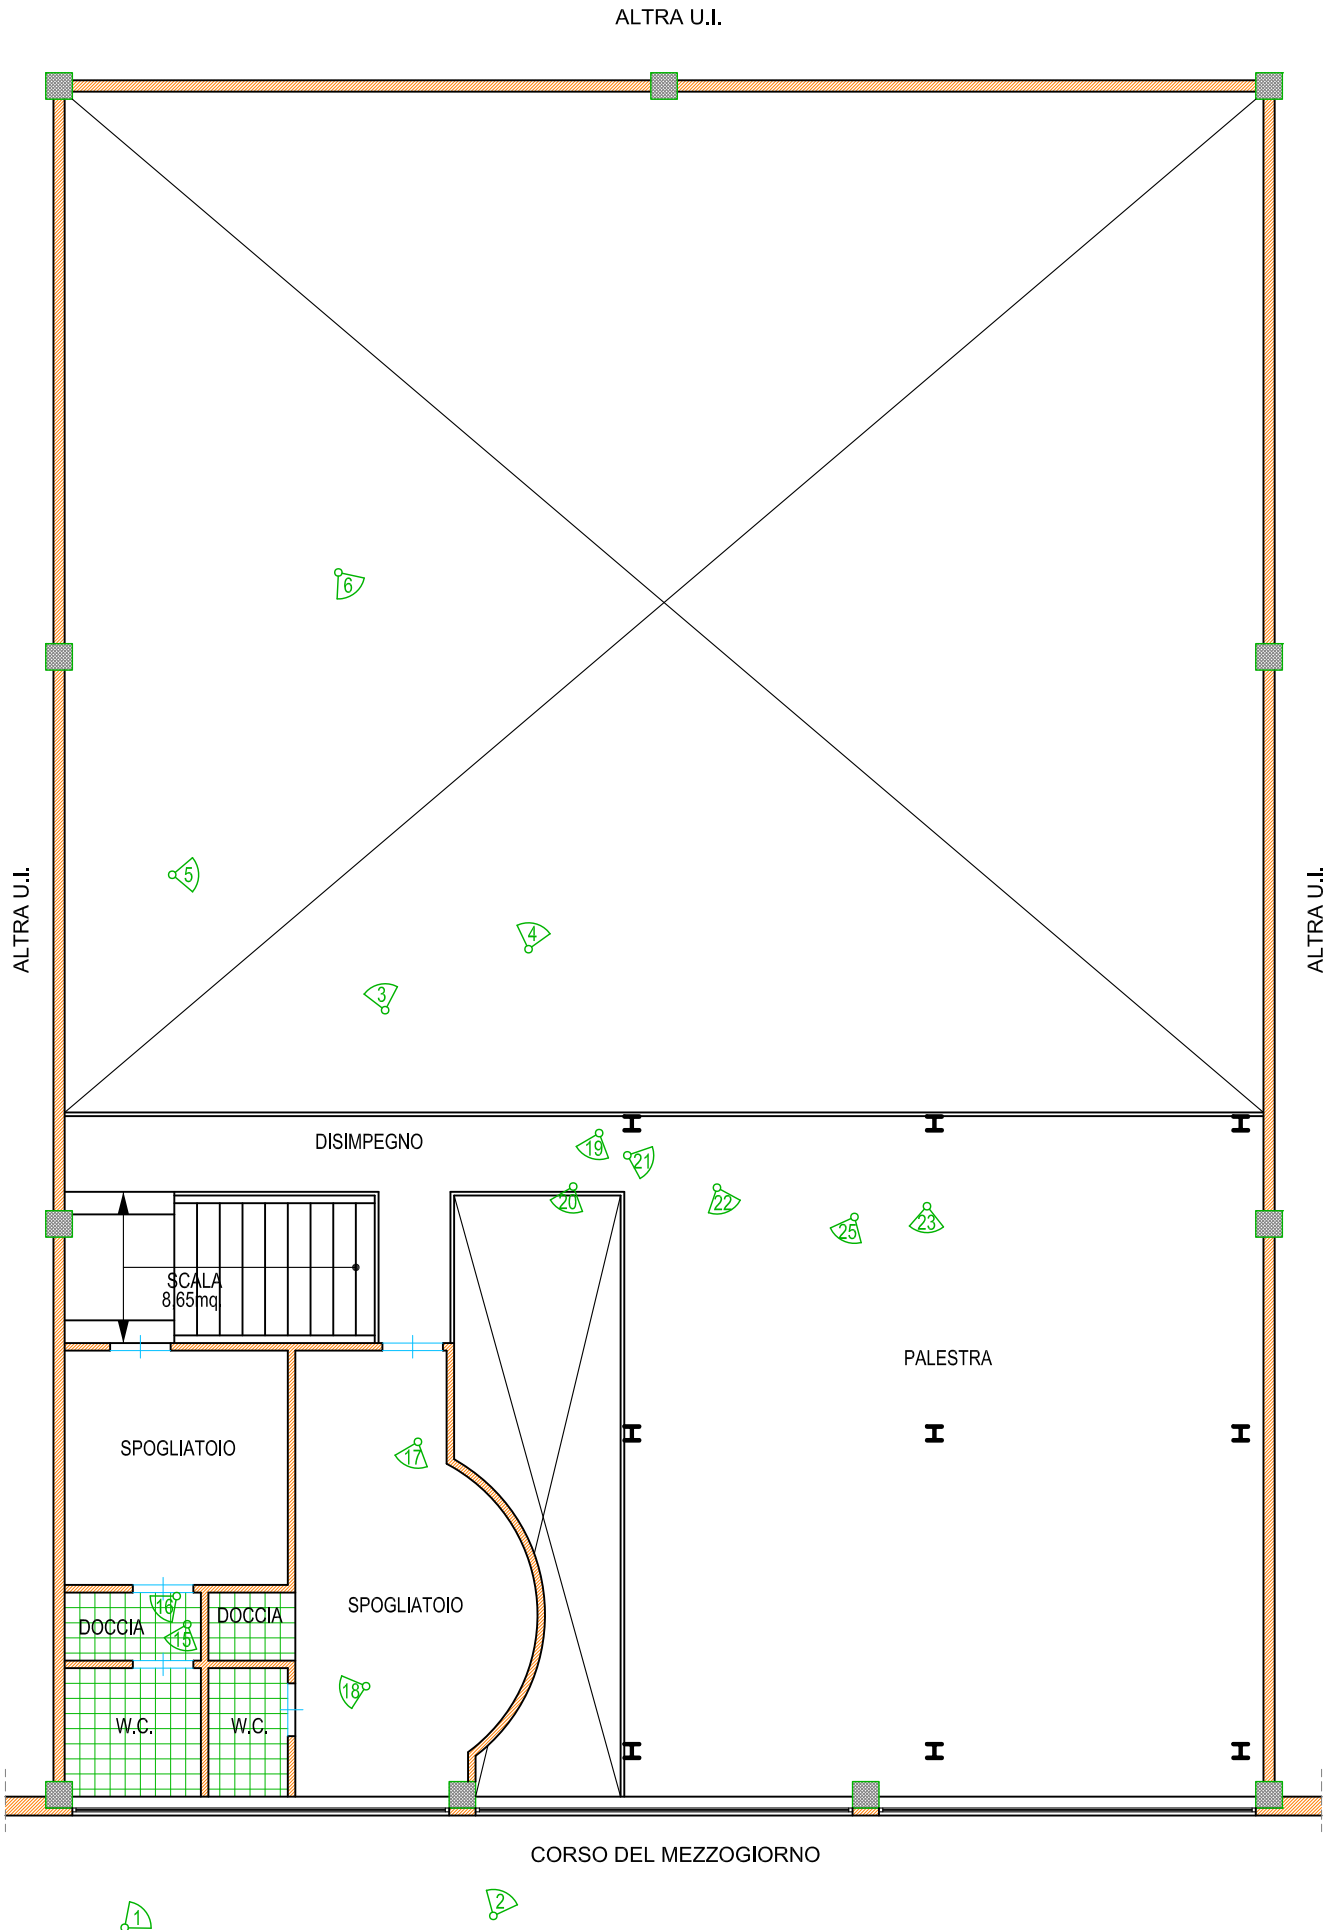 ALTRA U.I.
6
5
4
3
ALTRA U.I.
ALTRA U.I.
DISIMPEGNO
19
21
20
22
25
23
SCALA
8,65mq.
PALESTRA
SPOGLIATOIO
17
SPOGLIATOIO
16
DOCCIA
DOCCIA
15
18
W.C.
W.C.
CORSO DEL MEZZOGIORNO
2
1